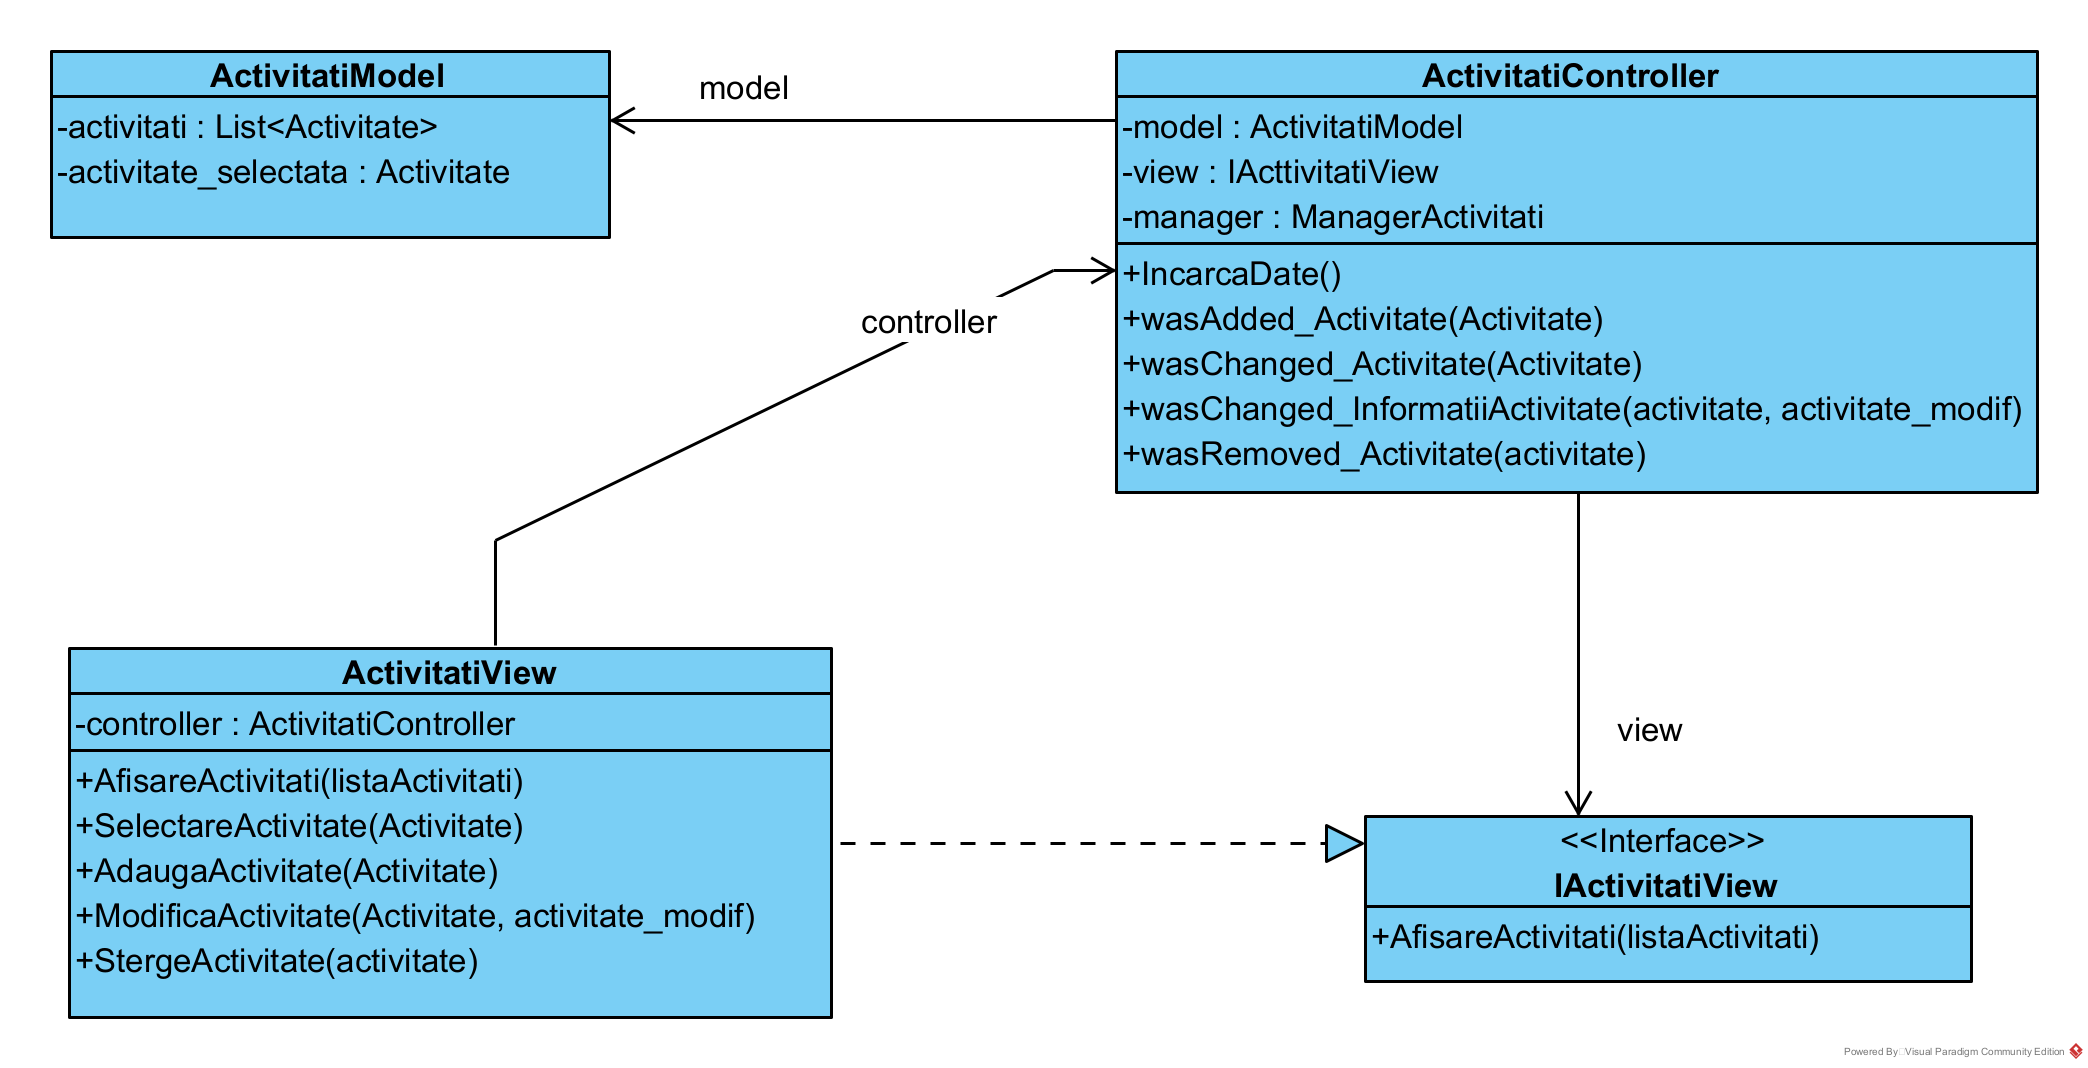 ActivitatiModel
-activitati : List<Activitate>
-activitate_selectata : Activitate
model
ActivitatiController
-model : ActivitatiModel
-view : IActtivitatiView
-manager : ManagerActivitati
+IncarcaDate()
+wasAdded_Activitate(Activitate)
+wasChanged_Activitate(Activitate)
+wasChanged_InformatiiActivitate(activitate, activitate_modif)
+wasRemoved_Activitate(activitate)
controller
ActivitatiView
-controller : ActivitatiController
+AfisareActivitati(listaActivitati)
+SelectareActivitate(Activitate)
+AdaugaActivitate(Activitate)
+ModificaActivitate(Activitate, activitate_modif)
+StergeActivitate(activitate)
view
<<Interface>>
IActivitatiView
+AfisareActivitati(listaActivitati)
Powered By Visual Paradigm Community Edition